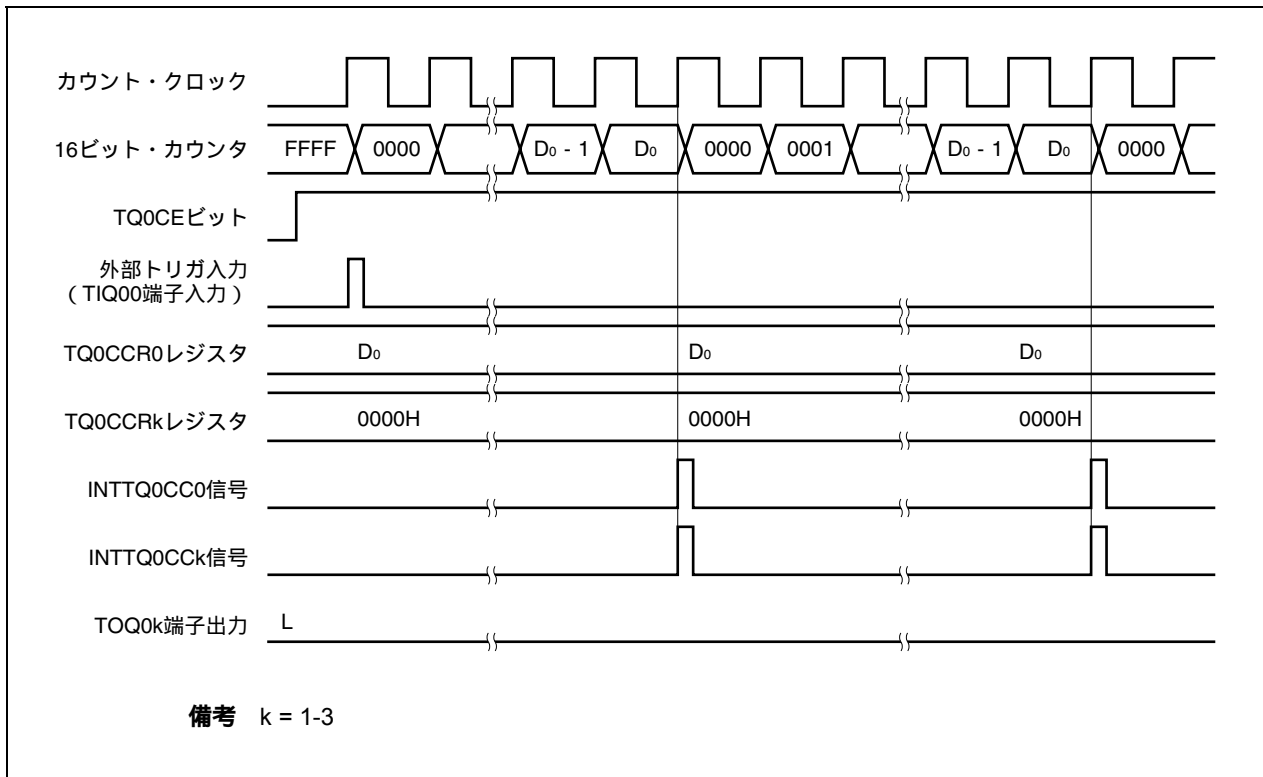 カウント・クロック
16ビット・カウンタ FFFF 0000 D0 - 1 D0 0000 0001 D0 - 1 D0 0000
TQ0CEビット
外部トリガ入力
（TIQ00端子入力）
TQ0CCR0レジスタ D0 D0 D0
TQ0CCRkレジスタ 0000H 0000H 0000H
INTTQ0CC0信号
INTTQ0CCk信号
TOQ0k端子出力 L
備考 k = 1-3